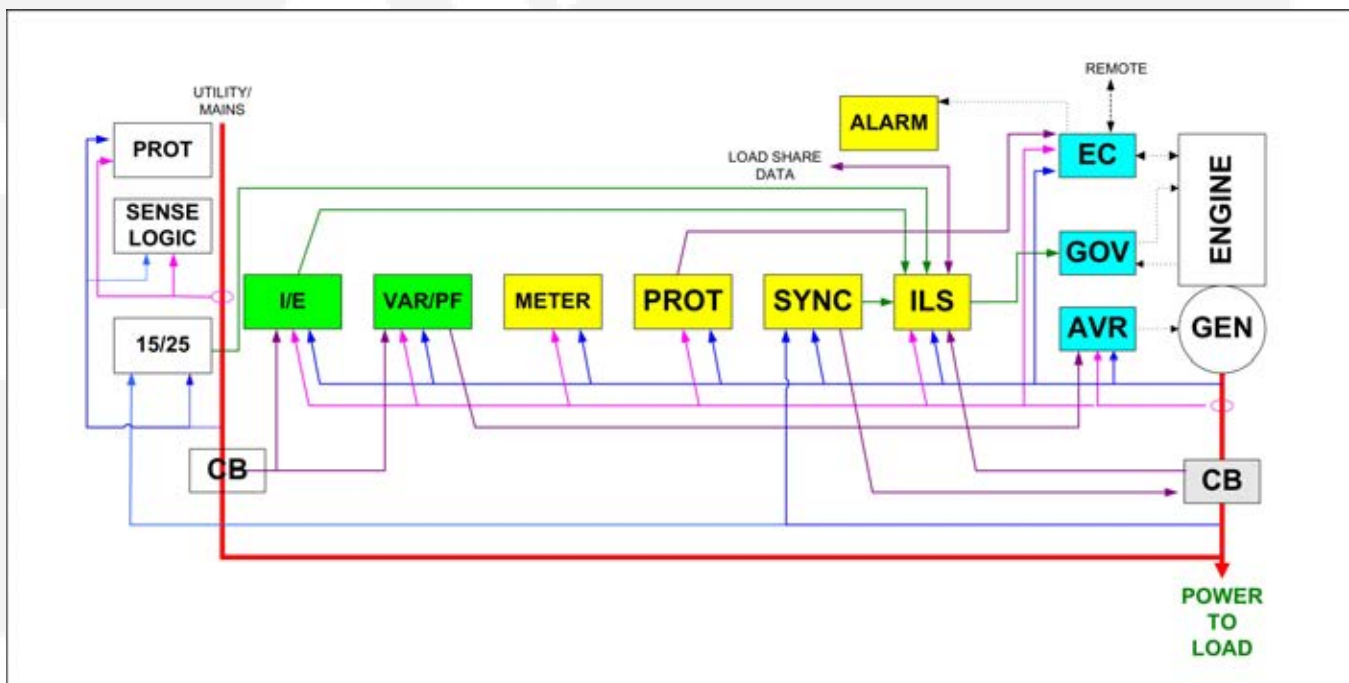 UTILITY/
MAINS
REMOTE
PROT
ALARM
EC
ENGINE
LOAD SHARE
DATA
SENSE
LOGIC
GOV
I/E
VAR/PF
METER
PROT
SYNC
ILS
15/25
AVR
GEN
CB
CB
POWER
TO
LOAD